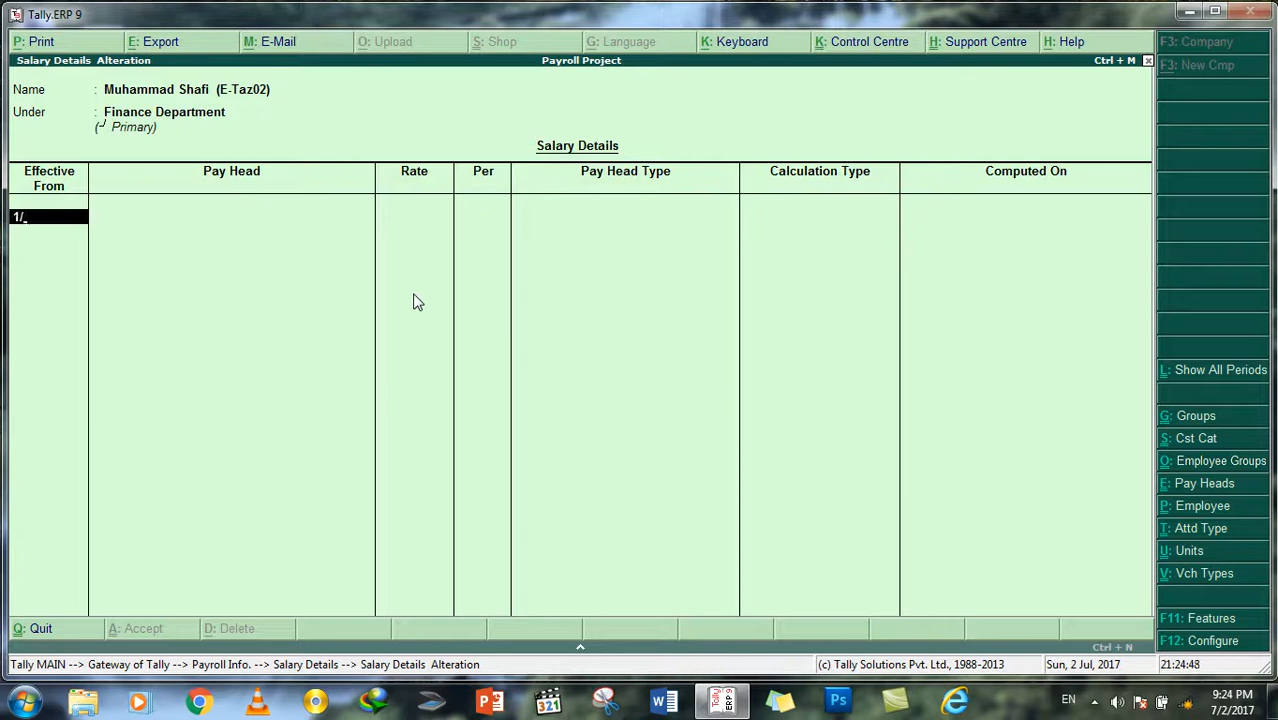 Tally.ERP 9
P: Print E: Export M: E-Mail O: Upload S: Shop G: Language K: Keyboard K: Control Centre H: Support Centre H: Help
F3: Company
F3: New Cmp
Salary Details Alteration Payroll Project Ctrl + M
Name : Muhammad Shafi (E-Taz02)
Under : Finance Department
( Primary)
Salary Details
Effective From Pay Head Rate Per Pay Head Type Calculation Type Computed On
1/_
L: Show All Periods
G: Groups
S: Cst Cat
O: Employee Groups
E: Pay Heads
P: Employee
T: Attd Type
U: Units
V: Vch Types
F11: Features
F12: Configure
Q: Quit A: Accept D: Delete
Ctrl + N
Tally MAIN --> Gateway of Tally --> Payroll Info. --> Salary Details --> Salary Details Alteration (c) Tally Solutions Pvt. Ltd., 1988-2013 Sun, 2 Jul, 2017 21:24:48
321 W TALLY ERP 9 Ps EN 9:24 PM
7/2/2017